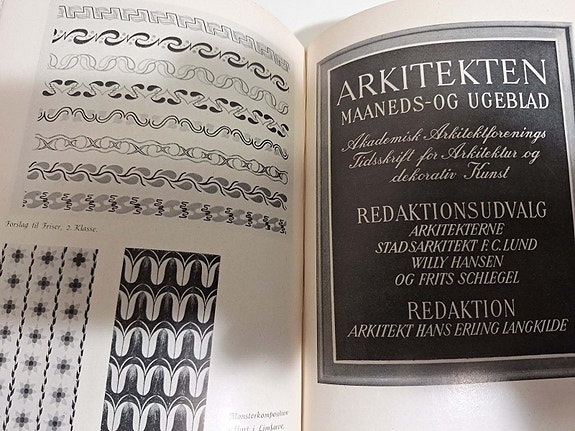 Forslag til Friser, 2. Klasse.
Mønsterkomposition
i Limfarve.
ARKITEKTEN
MAANEDS-OG UGEBLAD
Akademisk Arkitektforenings
Tidsskrift for Arkitektur og
dekorativ Kunst
REDAKTIONSUDVALG
ARKITEKTERNE
STADSARKITEKT F. C. LUND
WILLY HANSEN
OG FRITS SCHLEGEL
REDAKTION
ARKITEKT HANS ERLING LANGKILDE